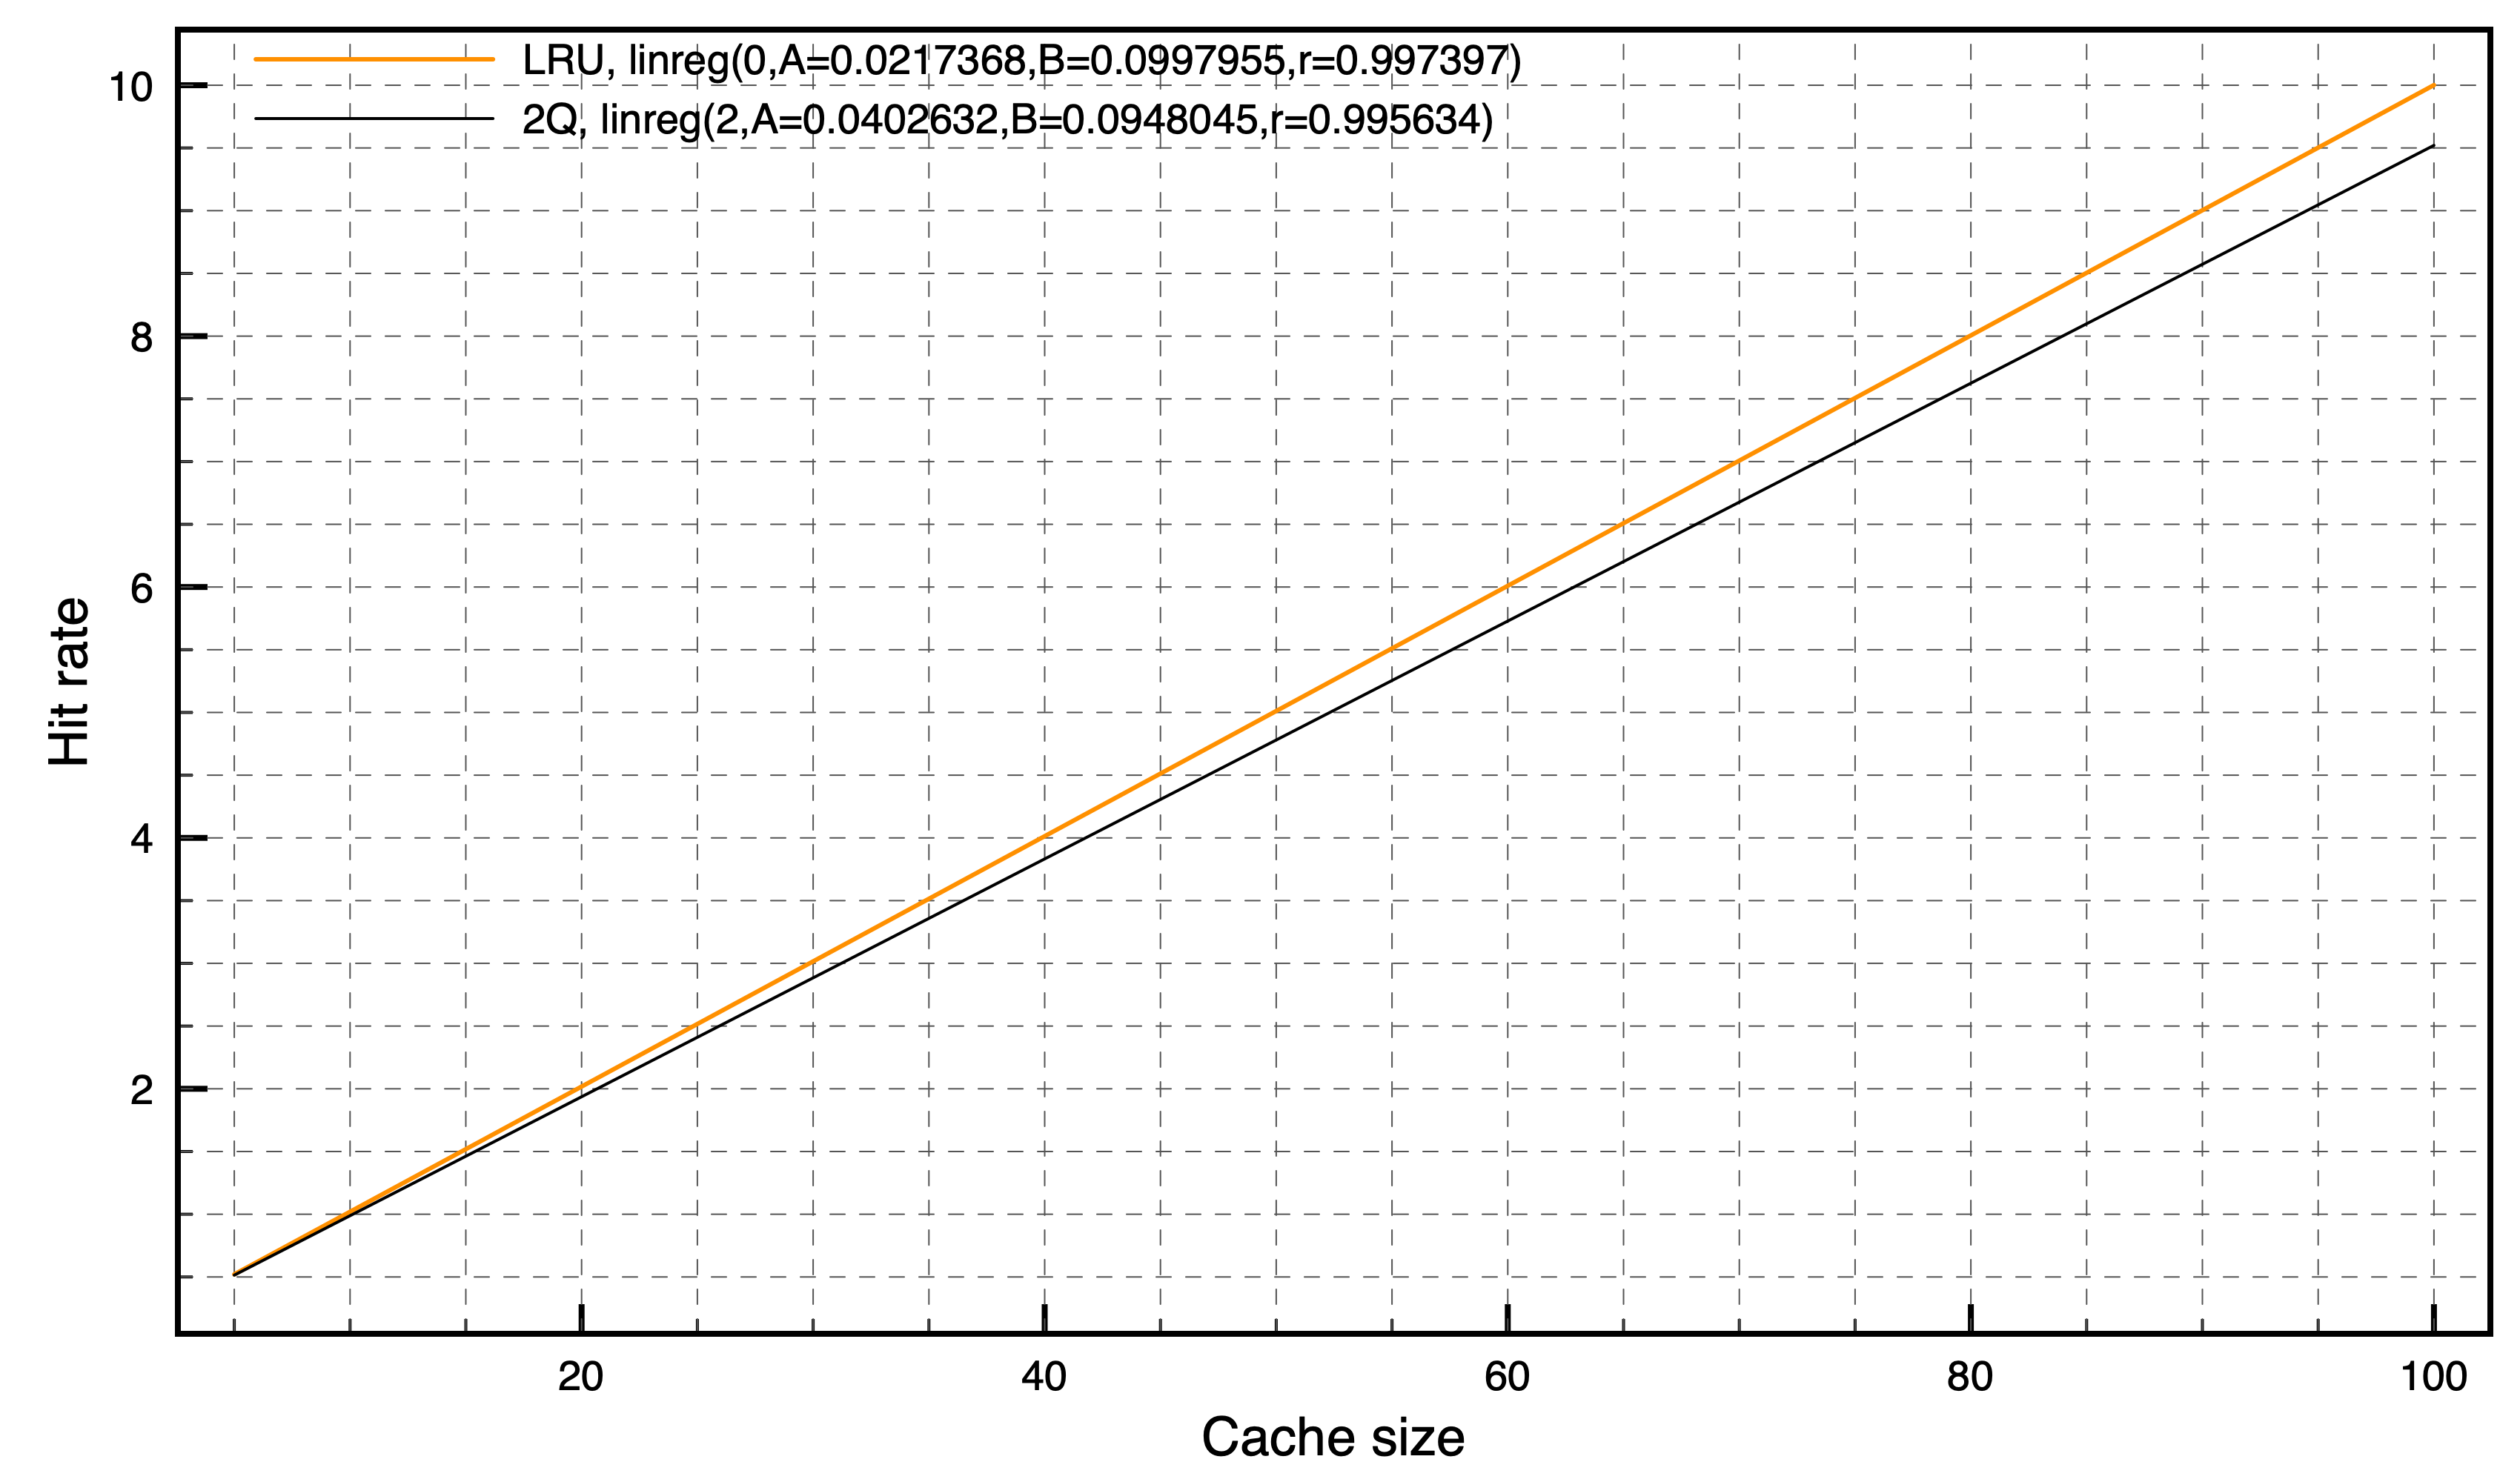 LRU, linreg(0,A=0.0217368,B=0.0997955,r=0.997397)
2Q, linreg(2,A=0.0402632,B=0.0948045,r=0.995634)
10
8
6
4
2
Hit rate
20 40 60 80 100
Cache size